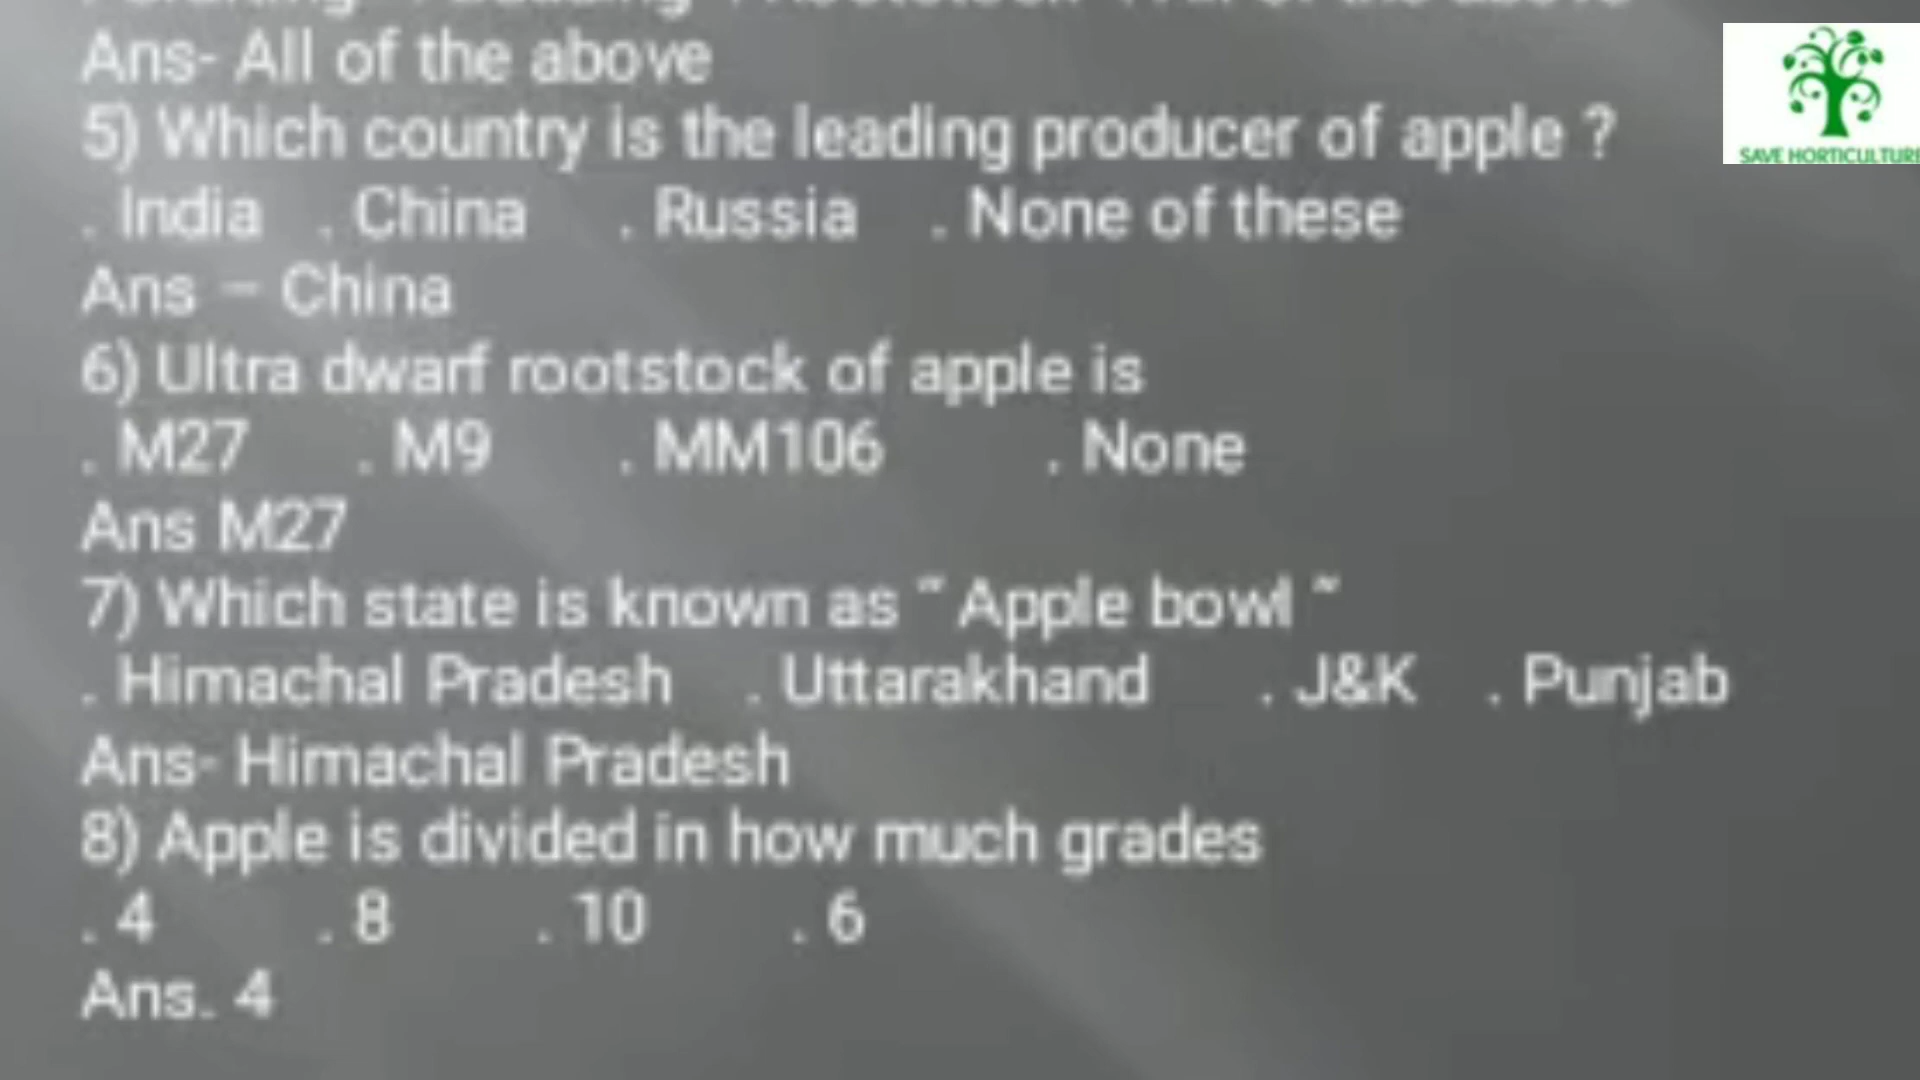 Ans- All of the above
5) Which country is the leading producer of apple ?
. India . China . Russia . None of these
Ans – China
6) Ultra dwarf rootstock of apple is
. M27 . M9 . MM106 . None
Ans M27
7) Which state is known as “ Apple bowl ”
. Himachal Pradesh . Uttarakhand . J&K . Punjab
Ans- Himachal Pradesh
8) Apple is divided in how much grades
. 4 . 8 . 10 . 6
Ans. 4
SAVE HORTICULTURE